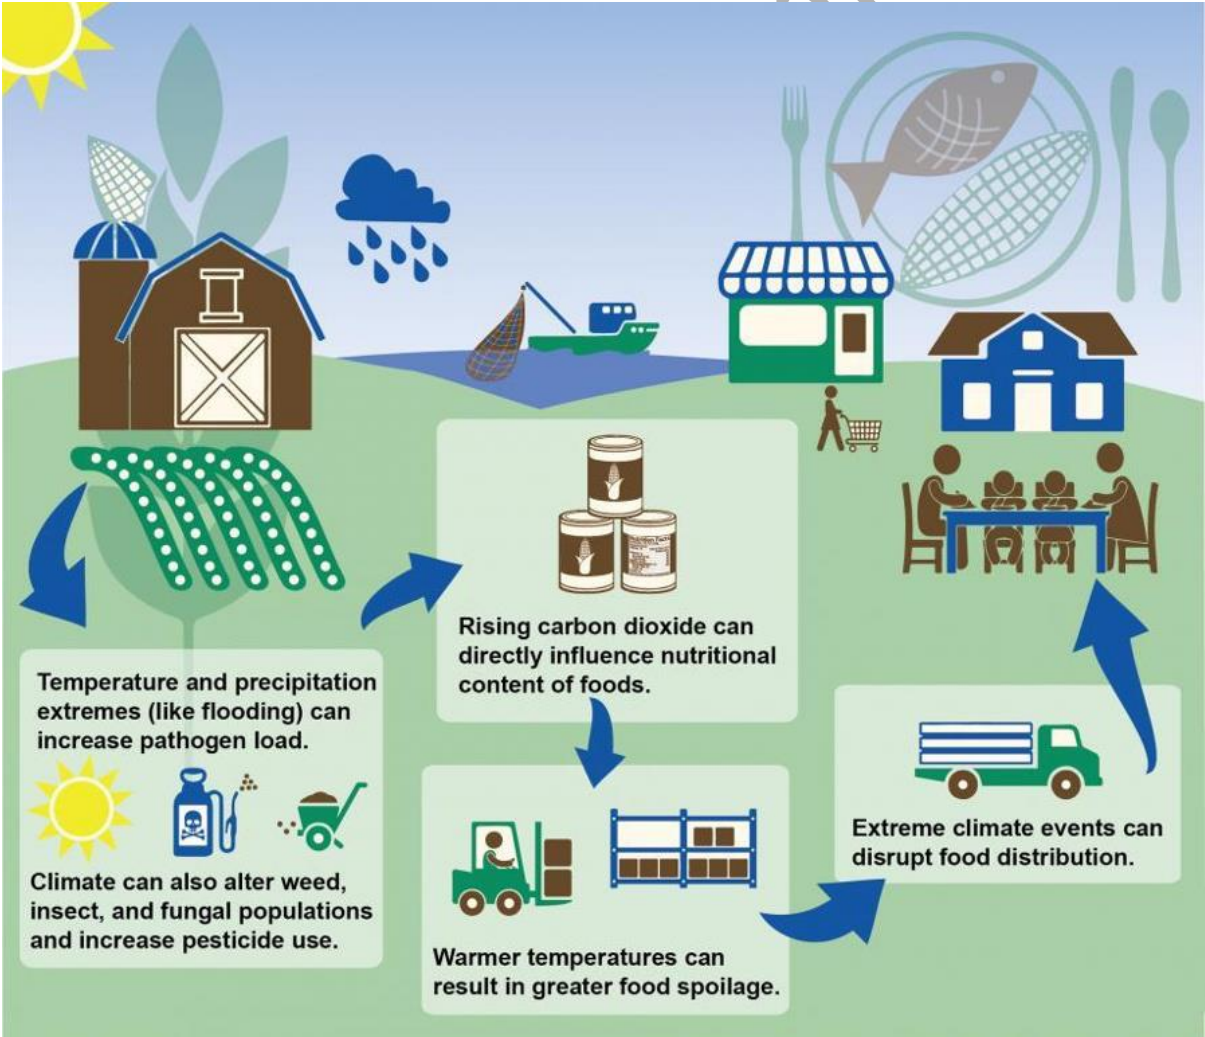 Rising carbon dioxide can
directly influence nutritional
content of foods.
Temperature and precipitation
extremes (like flooding) can
increase pathogen load.
Climate can also alter weed,
insect, and fungal populations
and increase pesticide use.
Warmer temperatures can
result in greater food spoilage.
Extreme climate events can
disrupt food distribution.
Nutrition Facts